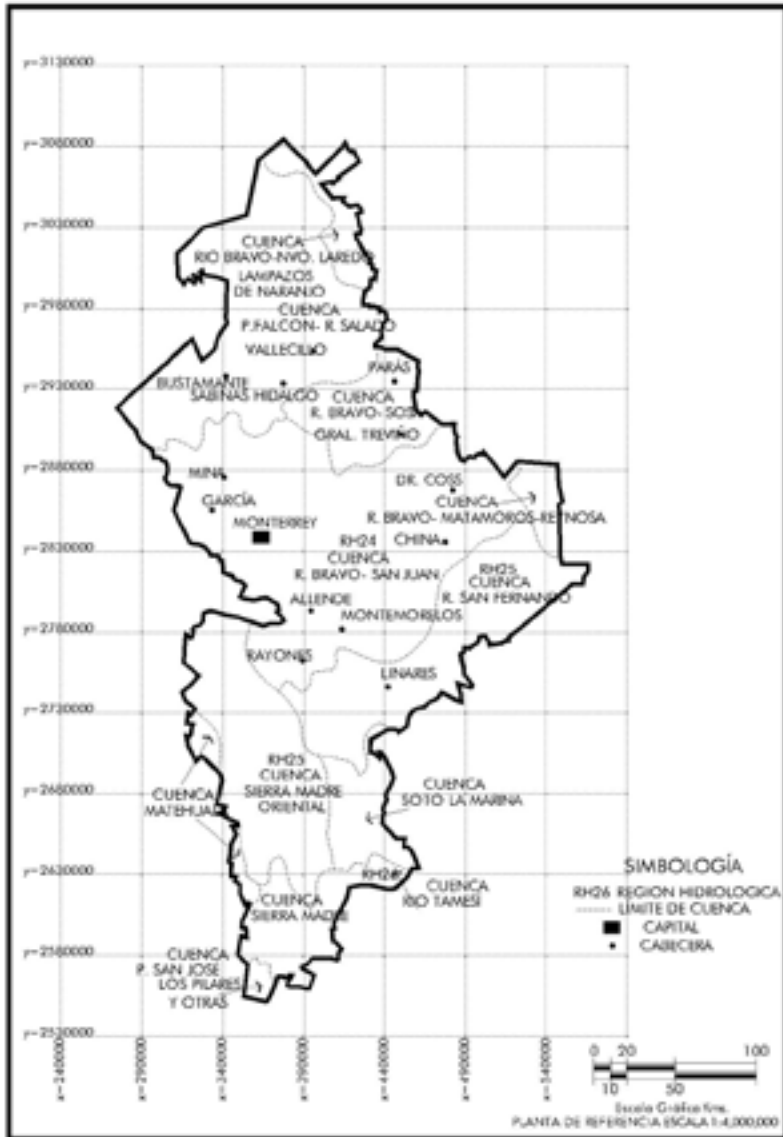 y=3130000
y=3080000
y=3030000
y=2980000
y=2930000
y=2880000
y=2830000
y=2780000
y=2730000
y=2680000
y=2630000
y=2580000
y=2530000
CUENCA
RIO BRAVO-NVO. LAREDO
LAMPAZOS
DE NARANJO
CUENCA
P.FALCON- R. SALADO
VALLECILLO
PARÁS
BUSTAMANTE
SABINAS HIDALGO
CUENCA
R. BRAVO- SOSA
GRAL. TREVIÑO
MINA
DR. COSS
GARCÍA
CUENCA
R. BRAVO- MATAMOROS-REYNOSA
MONTERREY
RH24
CHINA
CUENCA
R. BRAVO- SAN JUAN
RH25
CUENCA
R. SAN FERNANDO
ALLENDE
MONTEMORELOS
RAYONES
LINARES
RH25
CUENCA
SIERRA MADRE
ORIENTAL
CUENCA
MATEHUALA
CUENCA
SOTO LA MARINA
RH26
CUENCA
RIO TAMESÍ
CUENCA
SIERRA MADRE
CUENCA
P. SAN JOSE
LOS PILARES
Y OTRAS
SIMBOLOGÍA
RH26 REGION HIDROLOGICA
LIMITE DE CUENCA
CAPITAL
CABECERA
x=240000
x=290000
x=340000
x=390000
x=440000
x=490000
x=540000
0 20 100
10 50
Escala Gráfica Kms.
PLANTA DE REFERENCIA ESCALA 1:4,000,000